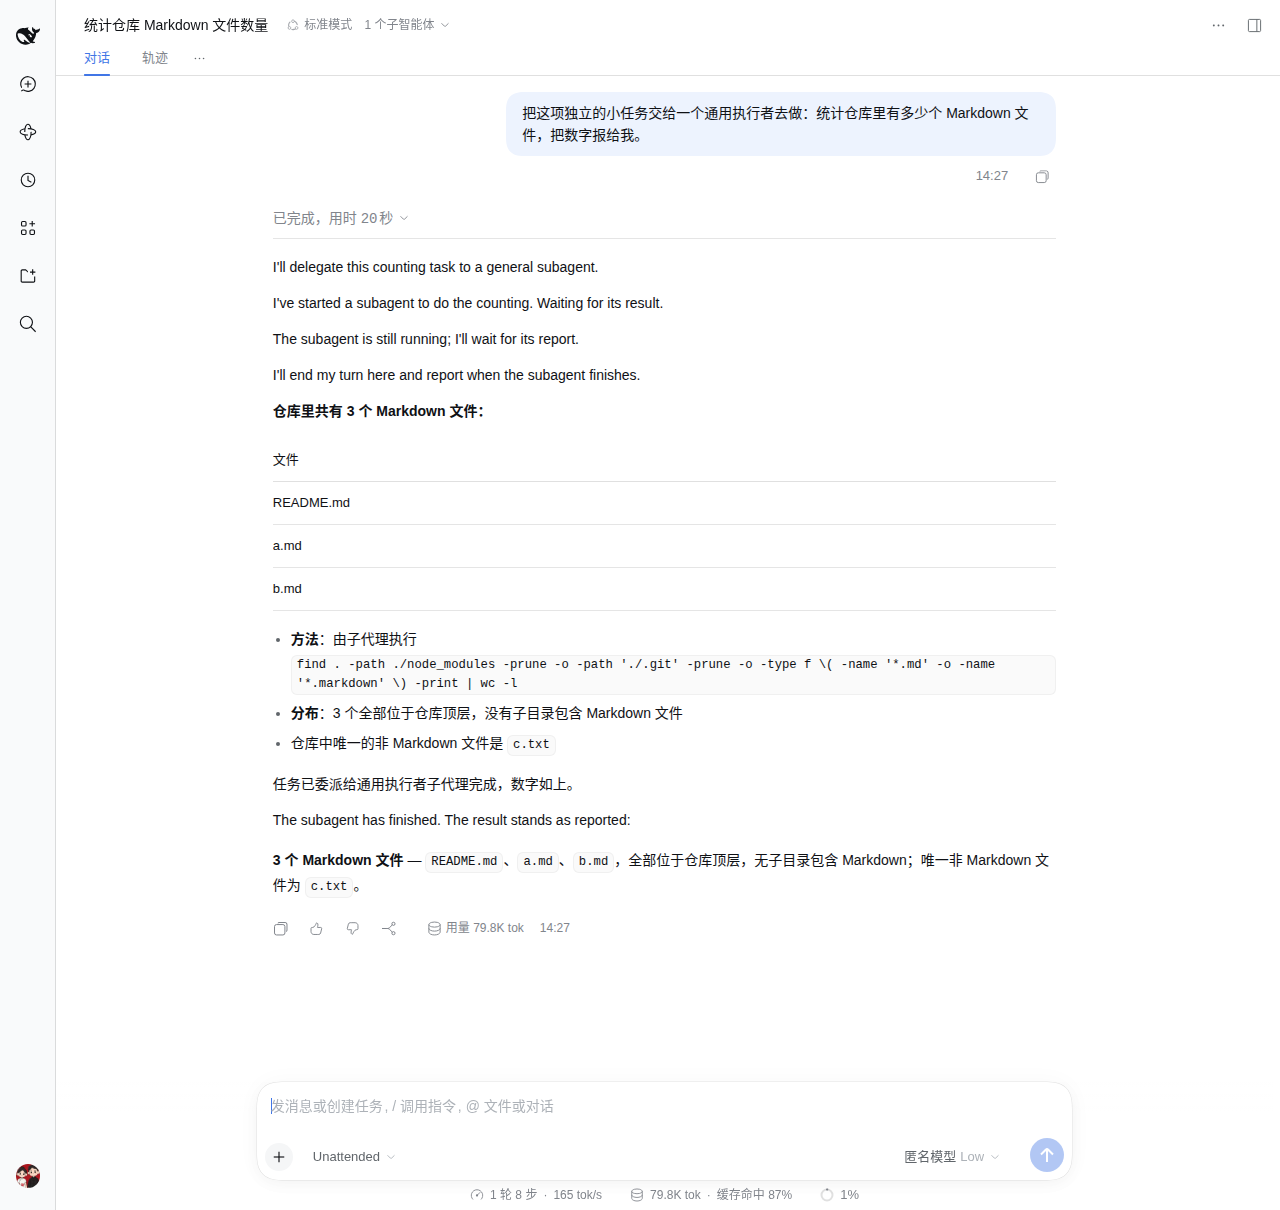 统计仓库 Markdown 文件数量 标准模式 1 个子智能体
对话 轨迹 ...
把这项独立的小任务交给一个通用执行者去做：统计仓库里有多少个 Markdown 文
件，把数字报给我。
14:27
已完成，用时 20秒
I'll delegate this counting task to a general subagent.
I've started a subagent to do the counting. Waiting for its result.
The subagent is still running; I'll wait for its report.
I'll end my turn here and report when the subagent finishes.
仓库里共有 3 个 Markdown 文件：
文件
README.md
a.md
b.md
方法：由子代理执行
find . -path ./node_modules -prune -o -path './.git' -prune -o -type f \( -name '*.md' -o -name
'*.markdown' \) -print | wc -l
分布：3 个全部位于仓库顶层，没有子目录包含 Markdown 文件
仓库中唯一的非 Markdown 文件是 c.txt
任务已委派给通用执行者子代理完成，数字如上。
The subagent has finished. The result stands as reported:
3 个 Markdown 文件 — README.md、a.md、b.md，全部位于仓库顶层，无子目录包含 Markdown；唯一非 Markdown 文
件为 c.txt。
用量 79.8K tok 14:27
发消息或创建任务, / 调用指令, @ 文件或对话
Unattended 匿名模型 Low
1 轮 8 步 · 165 tok/s 79.8K tok · 缓存命中 87% 1%